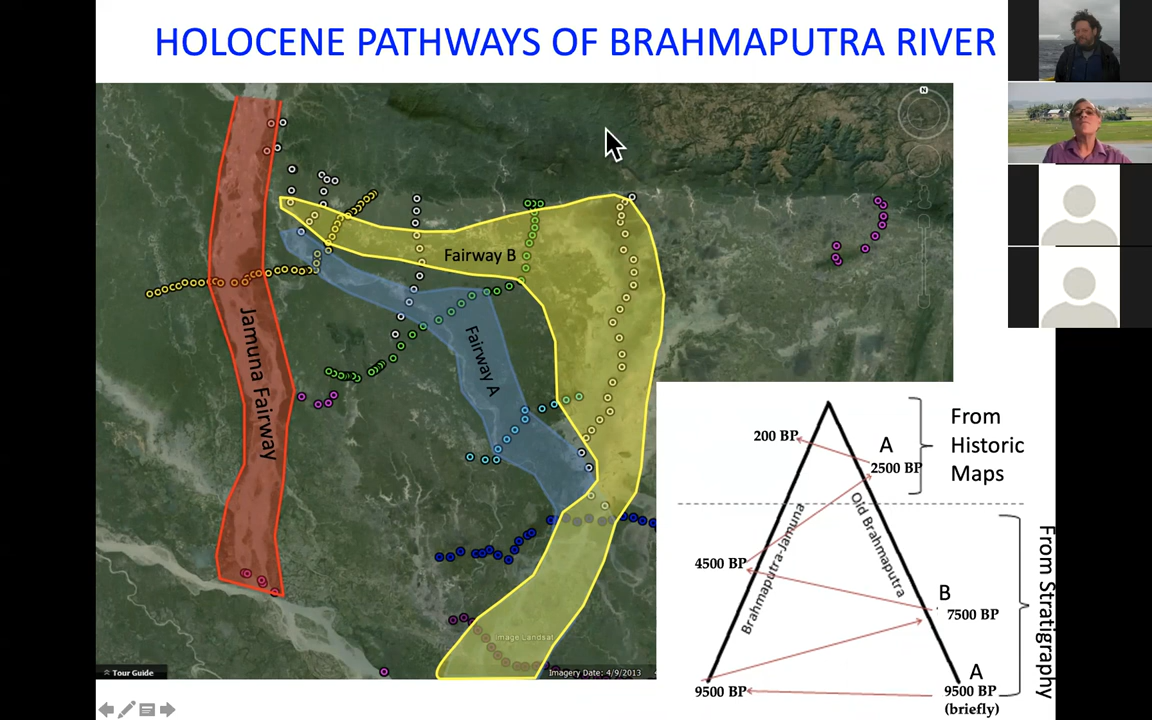 HOLOCENE PATHWAYS OF BRAHMAPUTRA RIVER
N
Fairway B
Jamuna Fairway
Fairway A
Image Landsat
Tour Guide
Imagery Date: 4/9/2013
From
Historic
Maps
200 BP
A
2500 BP
Brahmaputra-Jamuna
Old Brahmaputra
4500 BP
B
7500 BP
From Stratigraphy
A
9500 BP
9500 BP
(briefly)